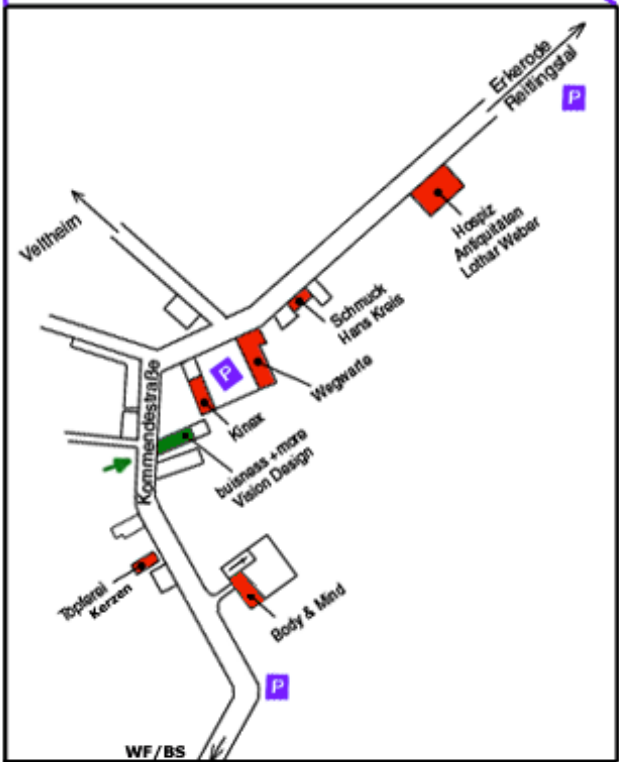 Erkerode
Reitlingstal
P
Veltheim
Hospiz
Antiquitäten
Lothar Weber
Schmuck
Hans Kreis
P
Wegwarte
Kommendestraße
Kinex
buisness +more
Vision Design
Töpferei
Kerzen
Body & Mind
P
WF/BS